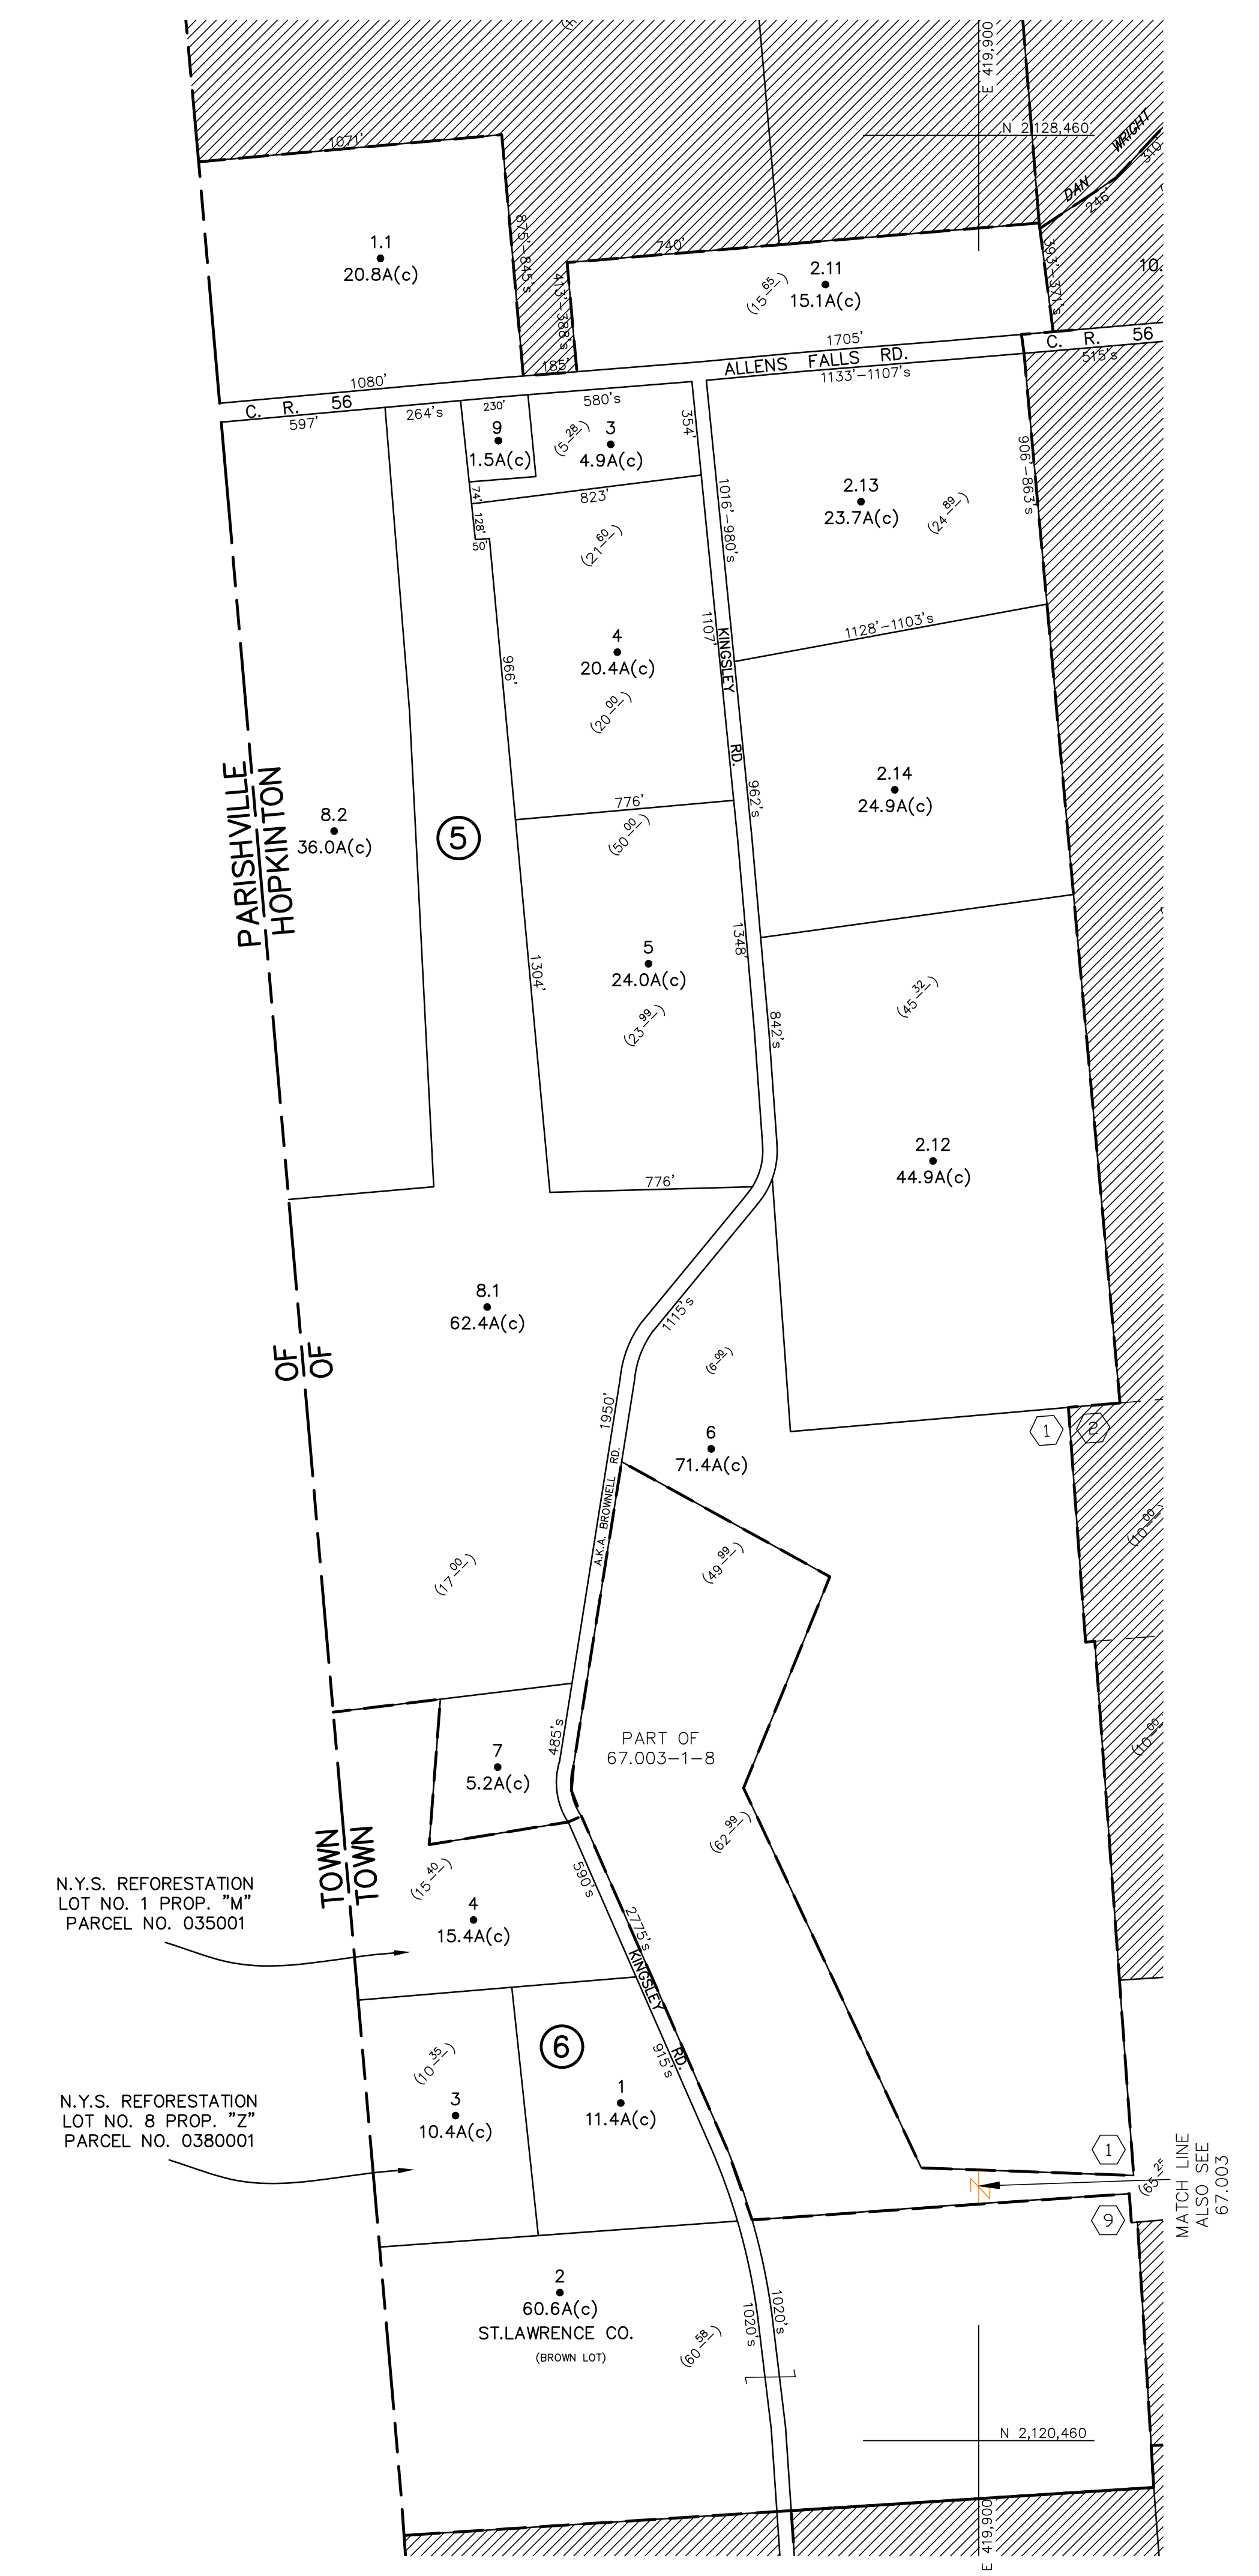 E 419,900
N 2,128,460
DAN WRIGHT
310'
246'
1071'
1.1
20.8A(c)
875'-845's
413'-388's
740'
2.11
15.1A(c)
(15 65)
393'-371's
10.
185'
1705'
1080'
ALLENS FALLS RD.
C. R. 56
515's
C. R. 56
597'
264's
230'
580's
1133'-1107's
9
1.5A(c)
(5 28)
3
4.9A(c)
354'
74'
823'
128'
50'
2.13
23.7A(c)
(24 89)
906'-863's
1016'-980's
(21 60)
1107'
KINGSLEY RD.
1128'-1103's
4
20.4A(c)
966'
(20 00)
776'
962's
2.14
24.9A(c)
PARISHVILLE
HOPKINTON
8.2
36.0A(c)
5
(50 00)
5
24.0A(c)
1304'
1348'
(23 99)
842's
(45 32)
2.12
44.9A(c)
776'
8.1
62.4A(c)
OF
OF
1115's
(6 00)
1950'
A.K.A. BROWNELL RD.
6
71.4A(c)
1
2
(10 00)
(49 99)
(17 00)
(10 00)
485's
7
5.2A(c)
PART OF
67.003-1-8
(62 99)
TOWN
TOWN
N.Y.S. REFORESTATION
LOT NO. 1 PROP. "M"
PARCEL NO. 035001
(15 40)
590's
4
15.4A(c)
2775's
KINGSLEY RD.
915's
6
(10 35)
N.Y.S. REFORESTATION
LOT NO. 8 PROP. "Z"
PARCEL NO. 0380001
3
10.4A(c)
1
11.4A(c)
1
9
MATCH LINE
ALSO SEE
67.003
2
60.6A(c)
ST.LAWRENCE CO.
(BROWN LOT)
(60 58)
1020's
1020's
N 2,120,460
E 419,900